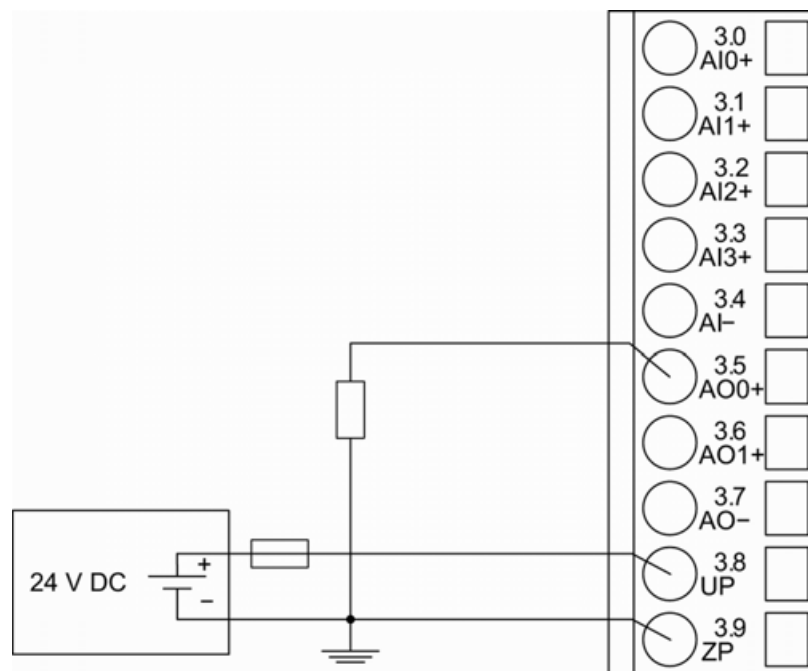 3.0
AI0+
3.1
AI1+
3.2
AI2+
3.3
AI3+
3.4
AI−
3.5
AO0+
3.6
AO1+
3.7
AO−
3.8
UP
3.9
ZP
24 V DC
+
−